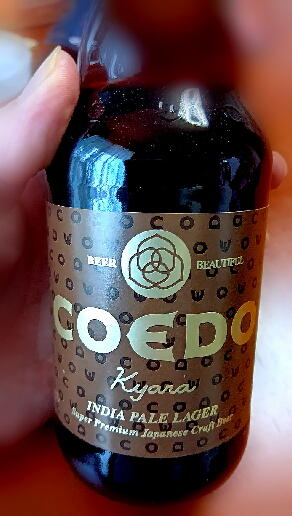 BEER BEAUTIFUL
COEDO
Kyara
INDIA PALE LAGER
Super Premium Japanese Craft Beer